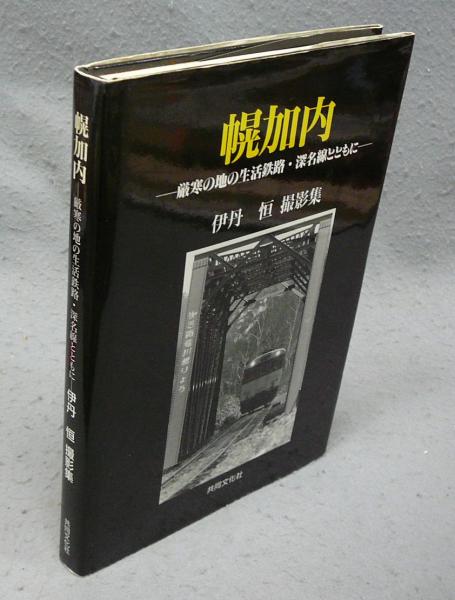 幌加内
―厳寒の地の生活鉄路・深名線とともに―
伊丹 恒 撮影集
共同文化社
幌加内―厳寒の地の生活鉄路・深名線とともに―伊丹 恒 撮影集 共同文化社